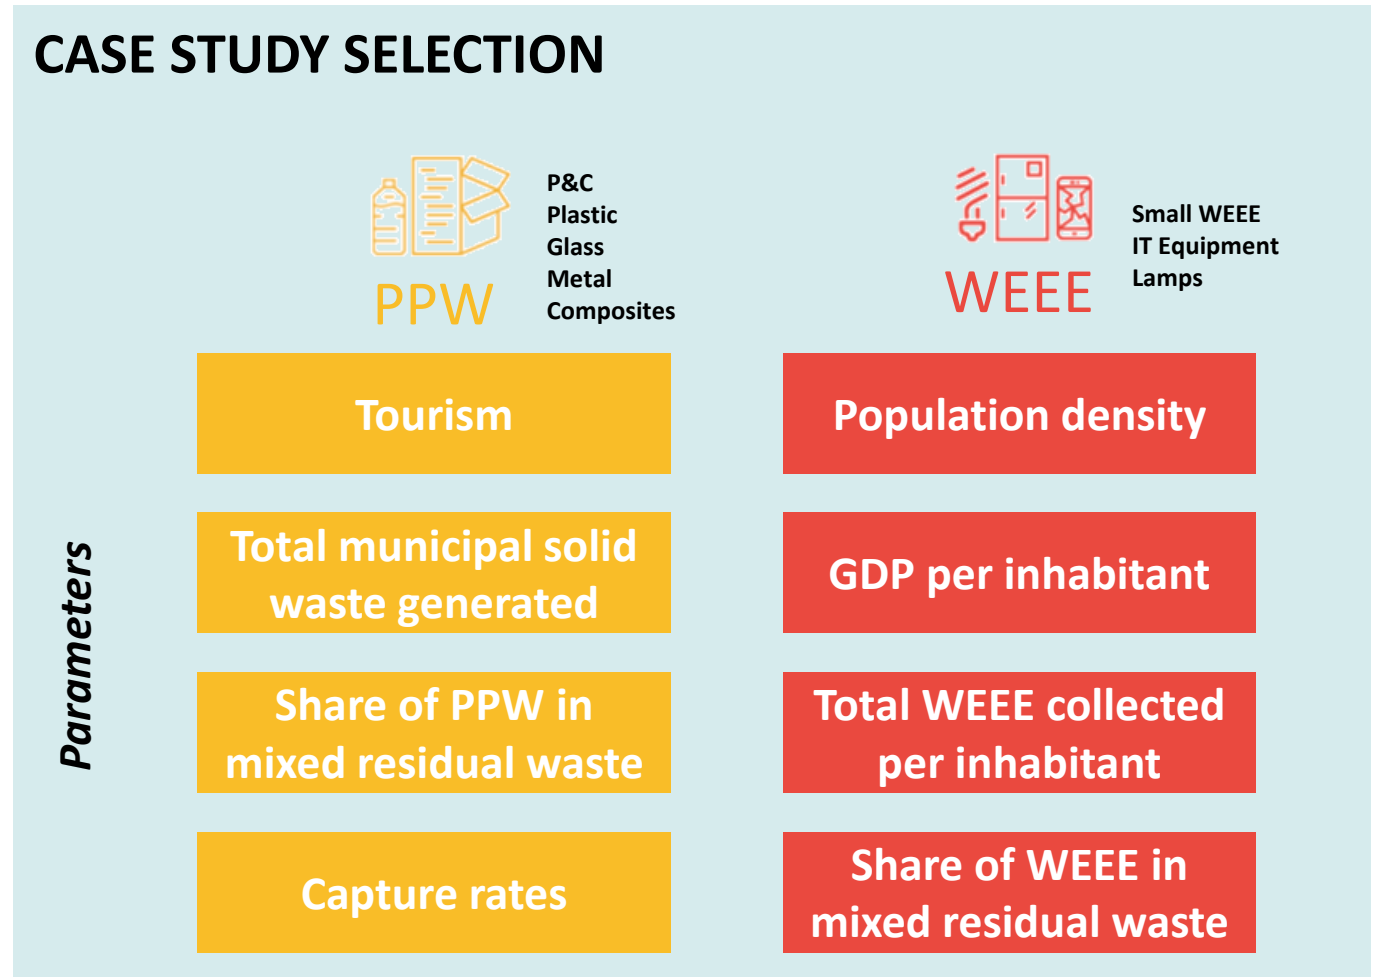 CASE STUDY SELECTION
P&C
Plastic
Glass
Metal
Composites
PPW
Small WEEE
IT Equipment
Lamps
WEEE
Parameters
Tourism
Total municipal solid
waste generated
Share of PPW in
mixed residual waste
Capture rates
Population density
GDP per inhabitant
Total WEEE collected
per inhabitant
Share of WEEE in
mixed residual waste